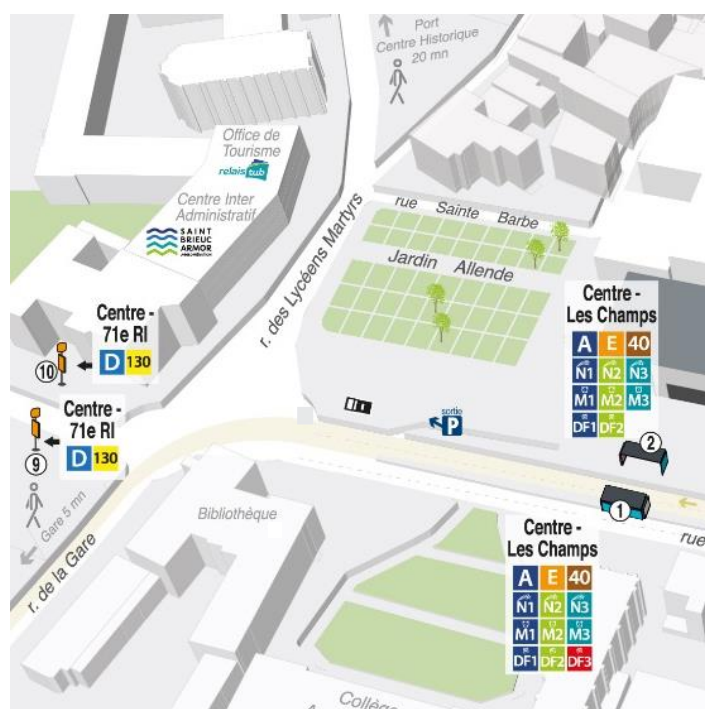 Port
Centre Historique
20 mn
Office de
Tourisme
relais tub
Centre Inter
Administratif
SAINT
BRIEUC
ARMOR
r. des Lycéens Martyrs
rue Sainte Barbe
Jardin Allende
Centre -
Les Champs
A E 40
N1 N2 N3
M1 M2 M3
DF1 DF2
Centre -
71e RI
D 130
10
Centre -
71e RI
D 130
9
sortie
P
2
1
Gare 5 mn
r. de la Gare
Bibliothèque
rue
Centre -
Les Champs
A E 40
N1 N2 N3
M1 M2 M3
DF1 DF2 DF3
Collège